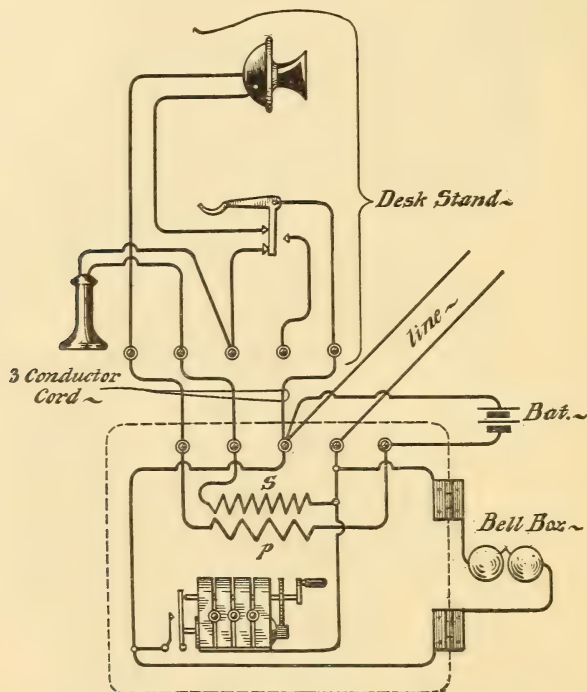 Desk Stand~
line~
3 Conductor
Cord~
Bat.~
S
P
Bell Box~